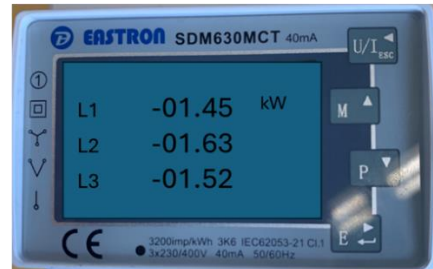 EASTRON SDM630MCT 40mA
U/I ESC
L1 -01.45 kW
M
L2 -01.63
P
L3 -01.52
E
CE
3200imp/kWh 3K6 IEC62053-21 Cl.1
3x230/400V 40mA 50/60Hz